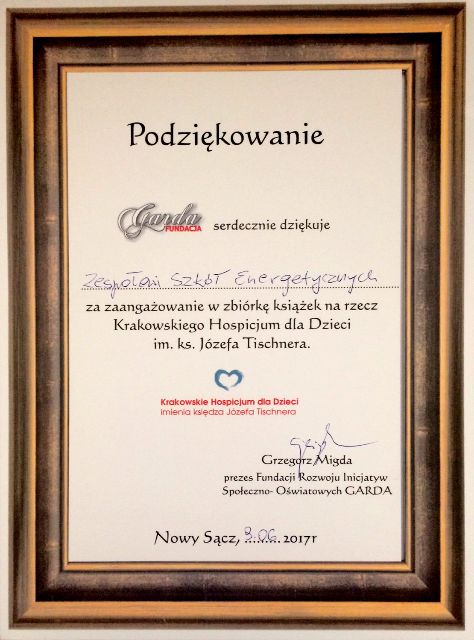 Podziękowanie
Garda
FUNDACJA serdecznie dziękuje
Zespołowi Szkół Energetycznych
za zaangażowanie w zbiórkę książek na rzecz
Krakowskiego Hospicjum dla Dzieci
im. ks. Józefa Tischnera.
Krakowskie Hospicjum dla Dzieci
imienia księdza Józefa Tischnera
Grzegorz Migda
prezes Fundacji Rozwoju Inicjatyw
Społeczno- Oświatowych GARDA
Nowy Sącz, 9.06 2017r